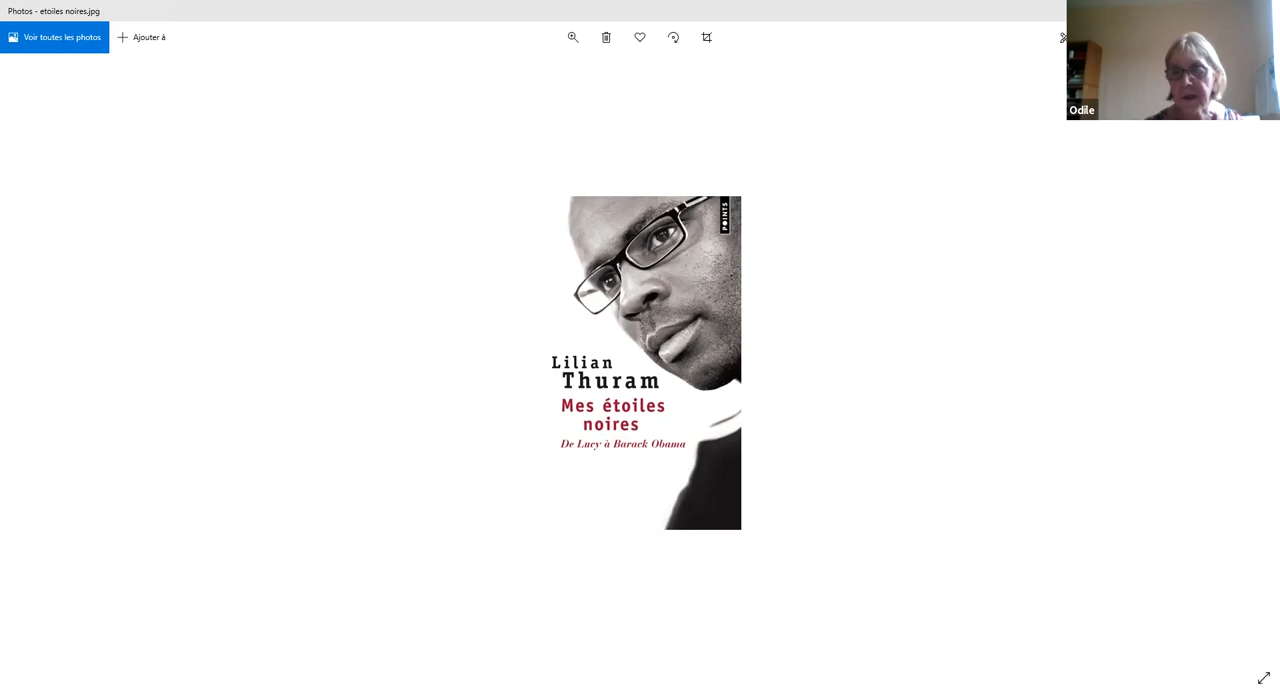 Photos - etoiles noires.jpg
Voir toutes les photos
Ajouter à
Odile
POINTS
Lilian
Thuram
Mes étoiles
noires
De Lucy à Barack Obama